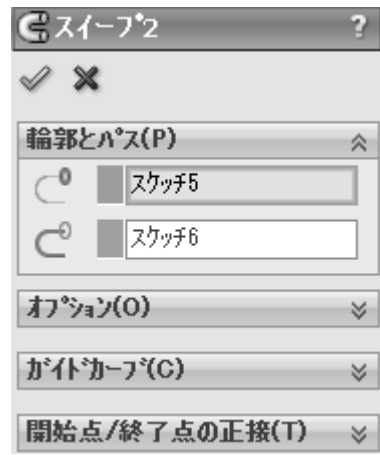 スイープ2 ?
輪郭とパス(P)
スケッチ5
スケッチ6
オプション(O)
ガイドカーブ(C)
開始点/終了点の正接(T)